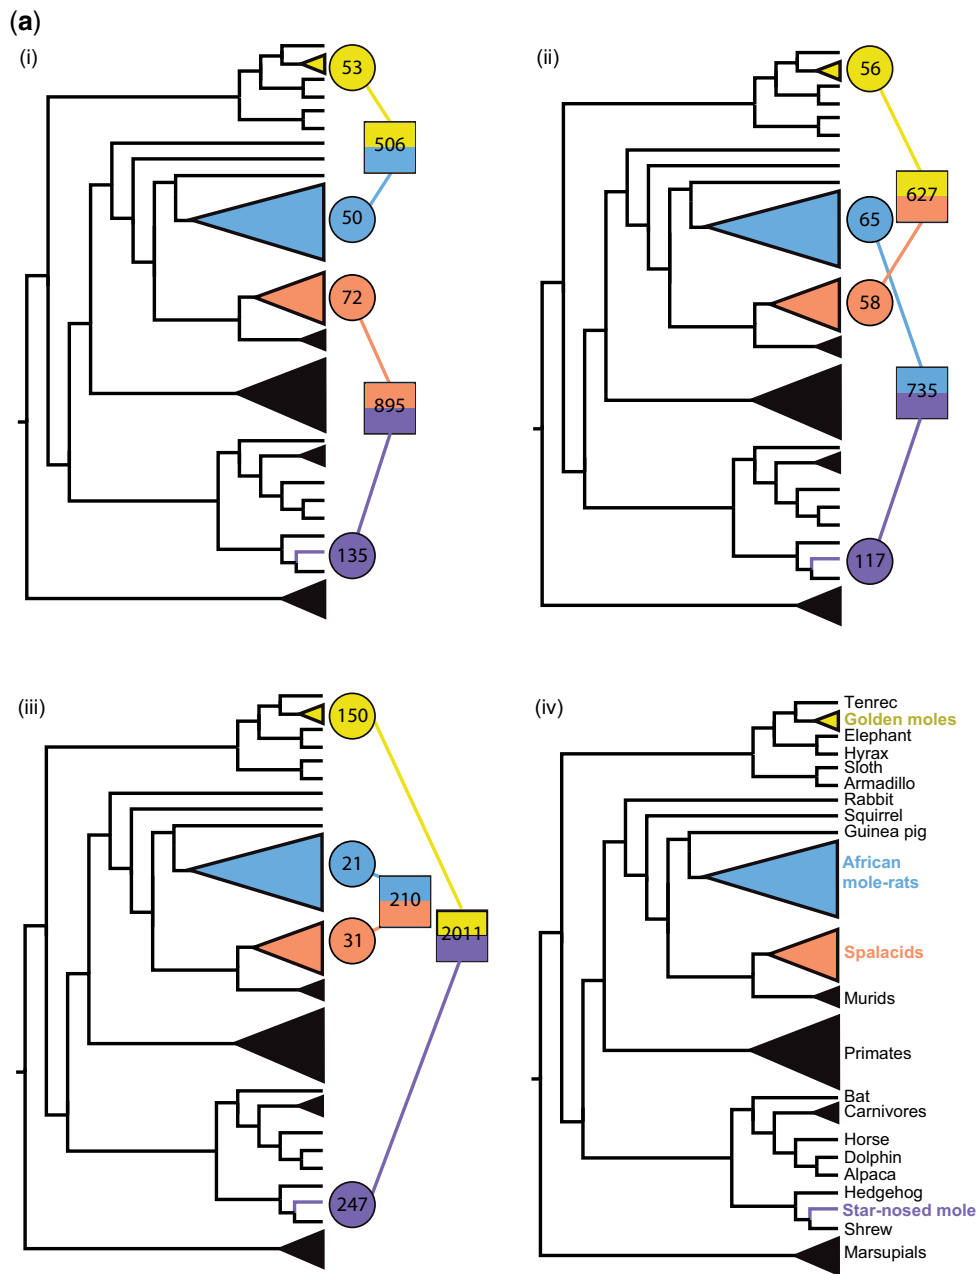 (a)
(i)
53
506
50
72
895
135
(ii)
56
627
65
58
735
117
(iii)
150
21
210
31
2011
247
(iv)
Tenrec
Golden moles
Elephant
Hyrax
Sloth
Armadillo
Rabbit
Squirrel
Guinea pig
African
mole-rats
Spalacids
Murids
Primates
Bat
Carnivores
Horse
Dolphin
Alpaca
Hedgehog
Star-nosed mole
Shrew
Marsupials